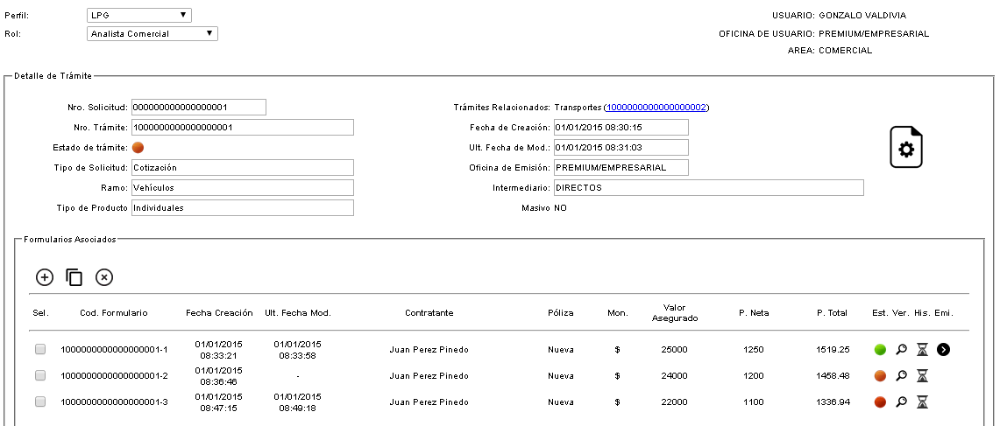 Perfil: LPG USUARIO: GONZALO VALDIVIA
Rol: Analista Comercial OFICINA DE USUARIO: PREMIUM/EMPRESARIAL
AREA: COMERCIAL
Detalle de Trámite
Nro. Solicitud: 000000000000000001 Trámites Relacionados: Transportes (1000000000000000002)
Nro. Trámite: 1000000000000000001 Fecha de Creación: 01/01/2015 08:30:15
Estado de trámite: Ult. Fecha de Mod.: 01/01/2015 08:31:03
Tipo de Solicitud: Cotización Oficina de Emisión: PREMIUM/EMPRESARIAL
Ramo: Vehículos Intermediario: DIRECTOS
Tipo de Producto Individuales Masivo NO
Formularios Asociados
Sel. Cod. Formulario Fecha Creación Ult. Fecha Mod. Contratante Póliza Mon. Valor Asegurado P. Neta P. Total Est. Ver. His. Emi.
1000000000000000001-1 01/01/2015 08:33:21 01/01/2015 08:33:58 Juan Perez Pinedo Nueva $ 25000 1250 1519.25
1000000000000000001-2 01/01/2015 08:36:46 - Juan Perez Pinedo Nueva $ 24000 1200 1458.48
1000000000000000001-3 01/01/2015 08:47:15 01/01/2015 08:49:18 Juan Perez Pinedo Nueva $ 22000 1100 1336.94